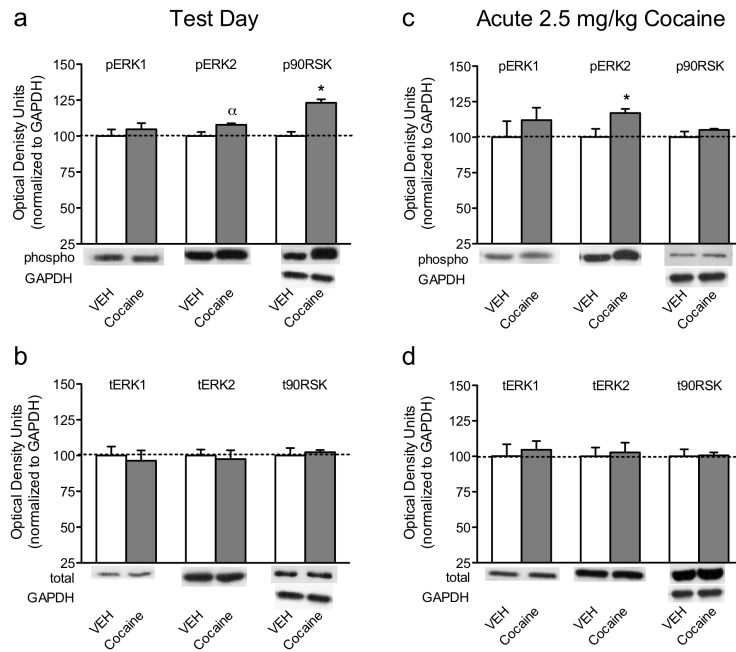 a
Test Day
pERK1 pERK2 p90RSK
Optical Denisty Units
(normalized to GAPDH)
150
125
100
75
50
25
α
*
phospho
GAPDH
VEH Cocaine VEH Cocaine VEH Cocaine
c
Acute 2.5 mg/kg Cocaine
pERK1 pERK2 p90RSK
Optical Denisty Units
(normalized to GAPDH)
150
125
100
75
50
25
*
phospho
GAPDH
VEH Cocaine VEH Cocaine VEH Cocaine
b
tERK1 tERK2 t90RSK
Optical Density Units
(normalized to GAPDH)
150
125
100
75
50
25
total
GAPDH
VEH Cocaine VEH Cocaine VEH Cocaine
d
tERK1 tERK2 t90RSK
Optical Density Units
(normalized to GAPDH)
150
125
100
75
50
25
total
GAPDH
VEH Cocaine VEH Cocaine VEH Cocaine